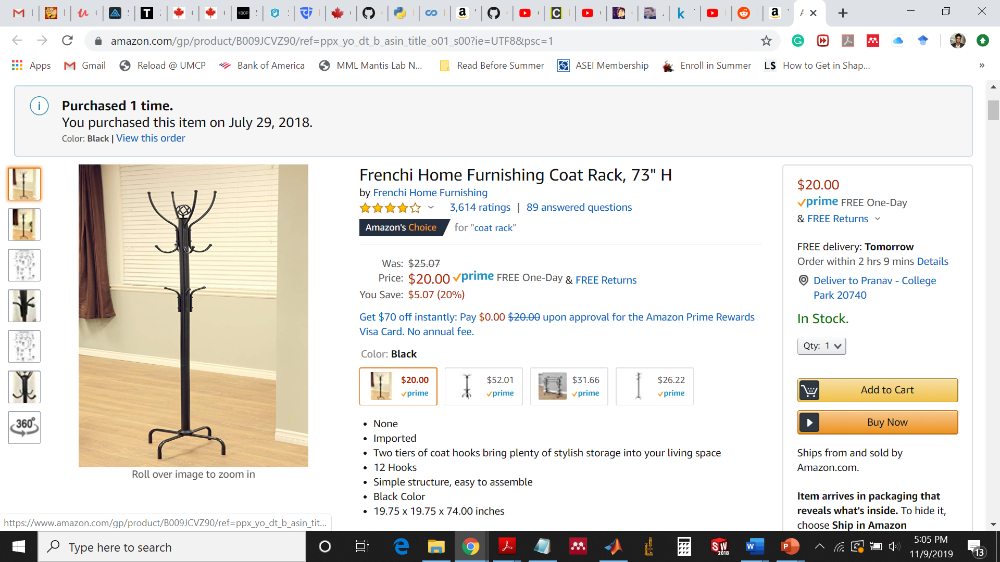 amazon.com/gp/product/B009JCVZ90/ref=ppx_yo_dt_b_asin_title_o01_s00?ie=UTF8&psc=1
Apps Gmail Reload @ UMCP Bank of America MML Mantis Lab N... Read Before Summer ASEI Membership Enroll in Summer LS How to Get in Shap... »
Purchased 1 time.
You purchased this item on July 29, 2018.
Color: Black | View this order
Frenchi Home Furnishing Coat Rack, 73" H
by Frenchi Home Furnishing
3,614 ratings | 89 answered questions
Amazon's Choice for "coat rack"
Was: $25.07
Price: $20.00 prime FREE One-Day & FREE Returns
You Save: $5.07 (20%)
Get $70 off instantly: Pay $0.00 $20.00 upon approval for the Amazon Prime Rewards
Visa Card. No annual fee.
Color: Black
$20.00 prime
$52.01 prime
$31.66 prime
$26.22 prime
• None
• Imported
• Two tiers of coat hooks bring plenty of stylish storage into your living space
• 12 Hooks
• Simple structure, easy to assemble
• Black Color
• 19.75 x 19.75 x 74.00 inches
360°
Roll over image to zoom in
$20.00
prime FREE One-Day
& FREE Returns
FREE delivery: Tomorrow
Order within 2 hrs 9 mins Details
Deliver to Pranav - College
Park 20740
In Stock.
Qty: 1
Add to Cart
Buy Now
Ships from and sold by
Amazon.com.
Item arrives in packaging that
reveals what's inside. To hide it,
choose Ship in Amazon
https://www.amazon.com/gp/product/B009JCVZ90/ref=ppx_yo_dt_b_asin_tit...
Type here to search
SW 2018
5:05 PM
11/9/2019
13